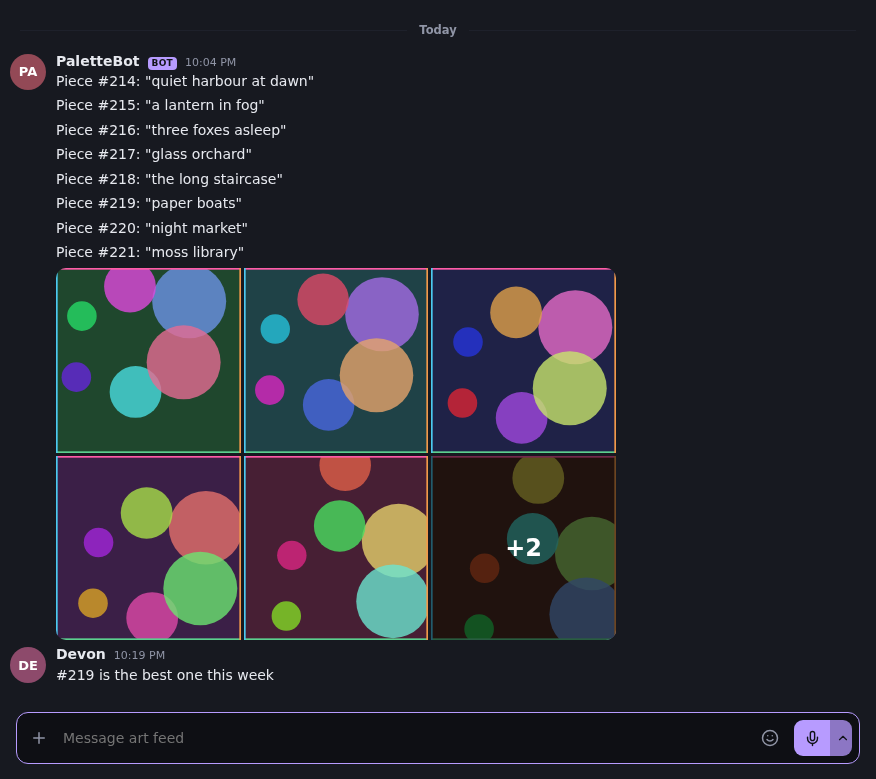 Today
PA
PaletteBot BOT 10:04 PM
Piece #214: "quiet harbour at dawn"
Piece #215: "a lantern in fog"
Piece #216: "three foxes asleep"
Piece #217: "glass orchard"
Piece #218: "the long staircase"
Piece #219: "paper boats"
Piece #220: "night market"
Piece #221: "moss library"
+2
DE
Devon 10:19 PM
#219 is the best one this week
Message art feed